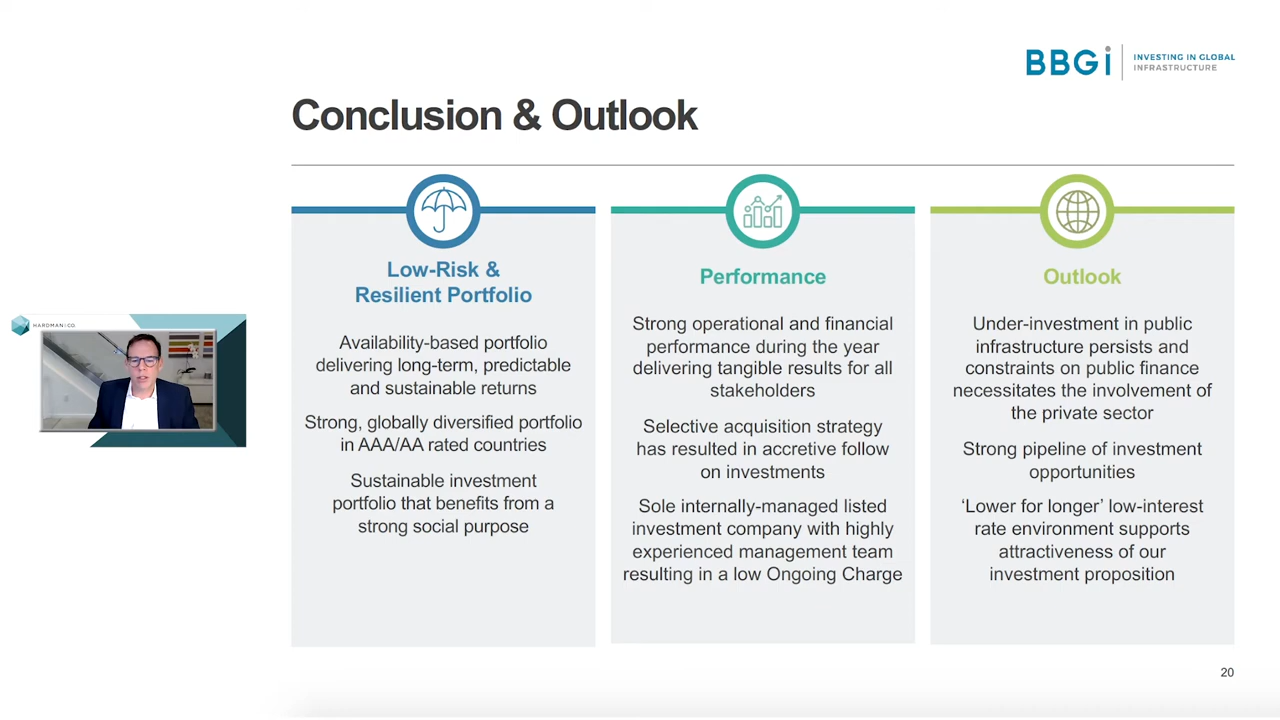 BBGi
INVESTING IN GLOBAL
INFRASTRUCTURE
Conclusion & Outlook
Low-Risk &
Resilient Portfolio
Availability-based portfolio
delivering long-term, predictable
and sustainable returns
Strong, globally diversified portfolio
in AAA/AA rated countries
Sustainable investment
portfolio that benefits from a
strong social purpose
Performance
Strong operational and financial
performance during the year
delivering tangible results for all
stakeholders
Selective acquisition strategy
has resulted in accretive follow
on investments
Sole internally-managed listed
investment company with highly
experienced management team
resulting in a low Ongoing Charge
Outlook
Under-investment in public
infrastructure persists and
constraints on public finance
necessitates the involvement of
the private sector
Strong pipeline of investment
opportunities
‘Lower for longer’ low-interest
rate environment supports
attractiveness of our
investment proposition
HARDMAN&CO.
20